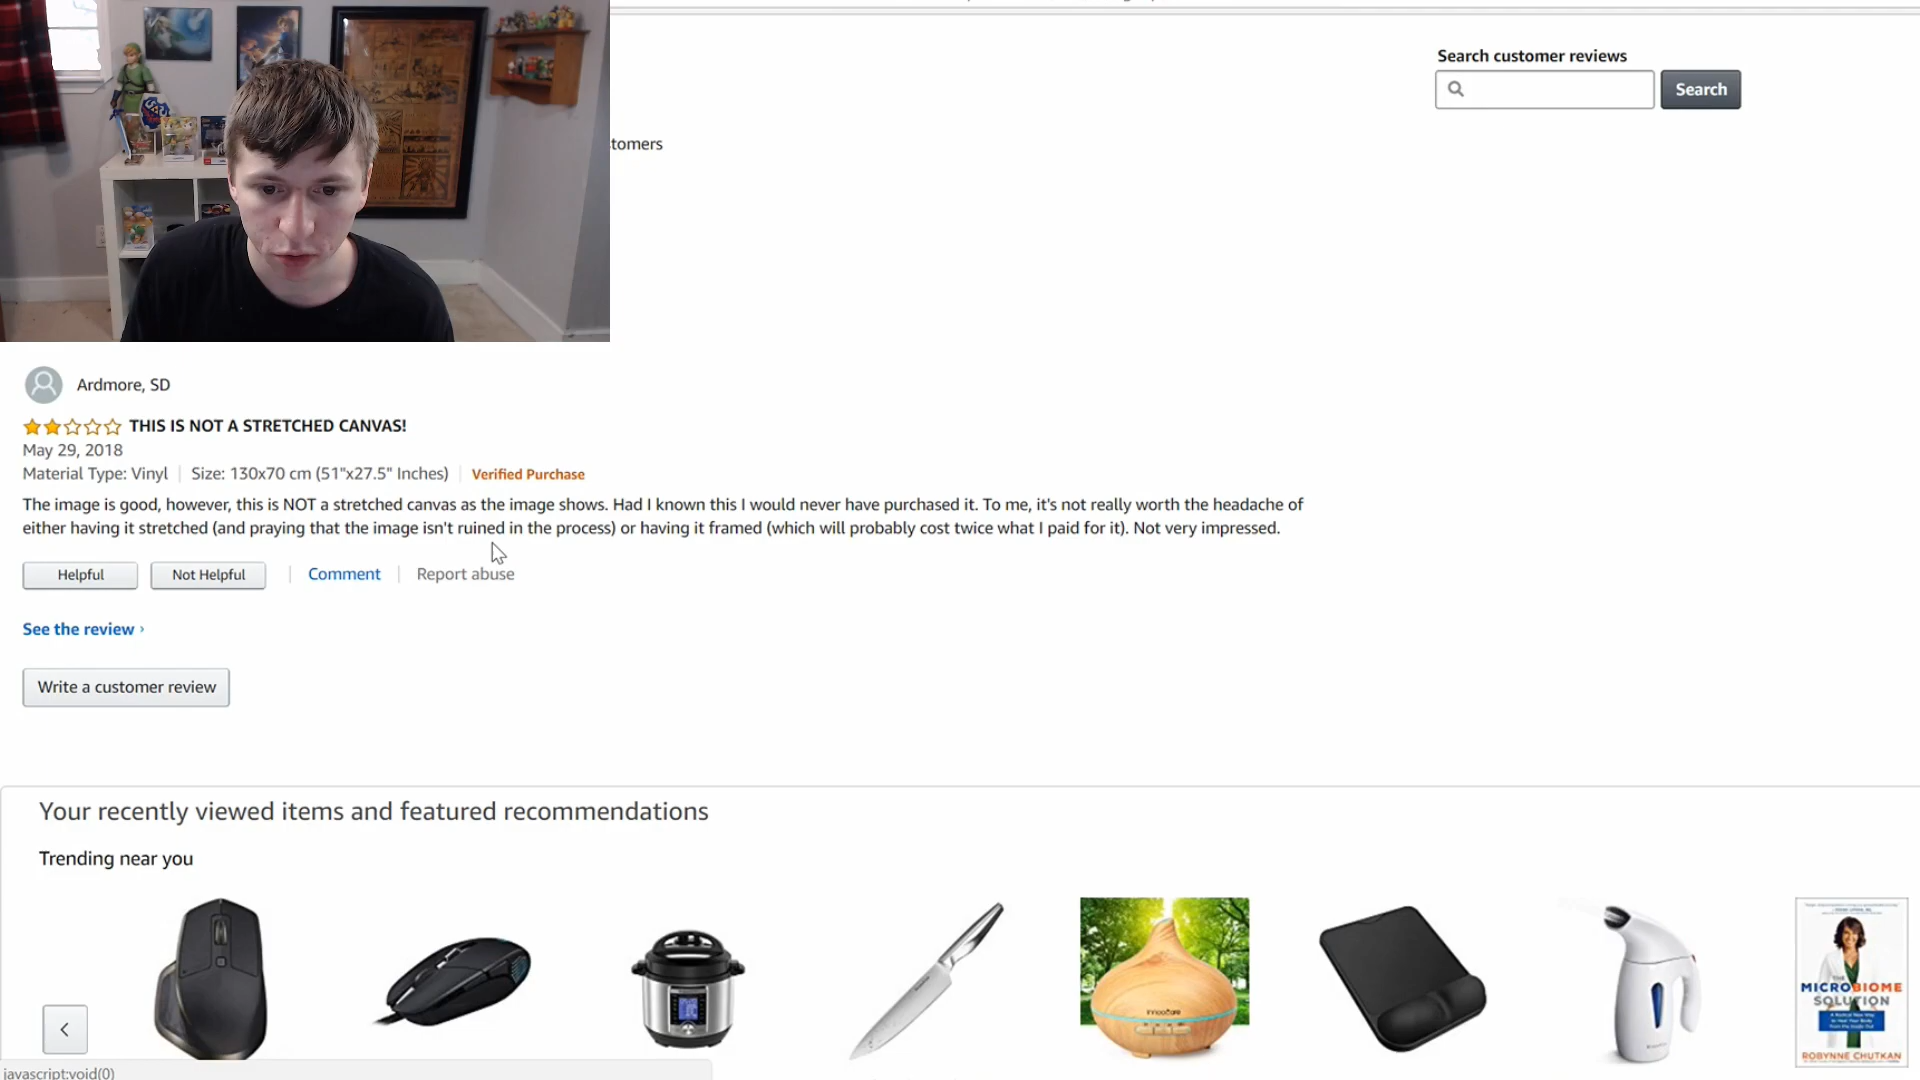 Search customer reviews
Search
tomers
Ardmore, SD
THIS IS NOT A STRETCHED CANVAS!
May 29, 2018
Material Type: Vinyl | Size: 130x70 cm (51"x27.5" Inches) | Verified Purchase
The image is good, however, this is NOT a stretched canvas as the image shows. Had I known this I would never have purchased it. To me, it's not really worth the headache of
either having it stretched (and praying that the image isn't ruined in the process) or having it framed (which will probably cost twice what I paid for it). Not very impressed.
Helpful
Not Helpful
Comment
Report abuse
See the review ›
Write a customer review
Your recently viewed items and featured recommendations
Trending near you
THE
MICROBIOME
SOLUTION
ROBYNNE CHUTKAN
javascript:void(0)